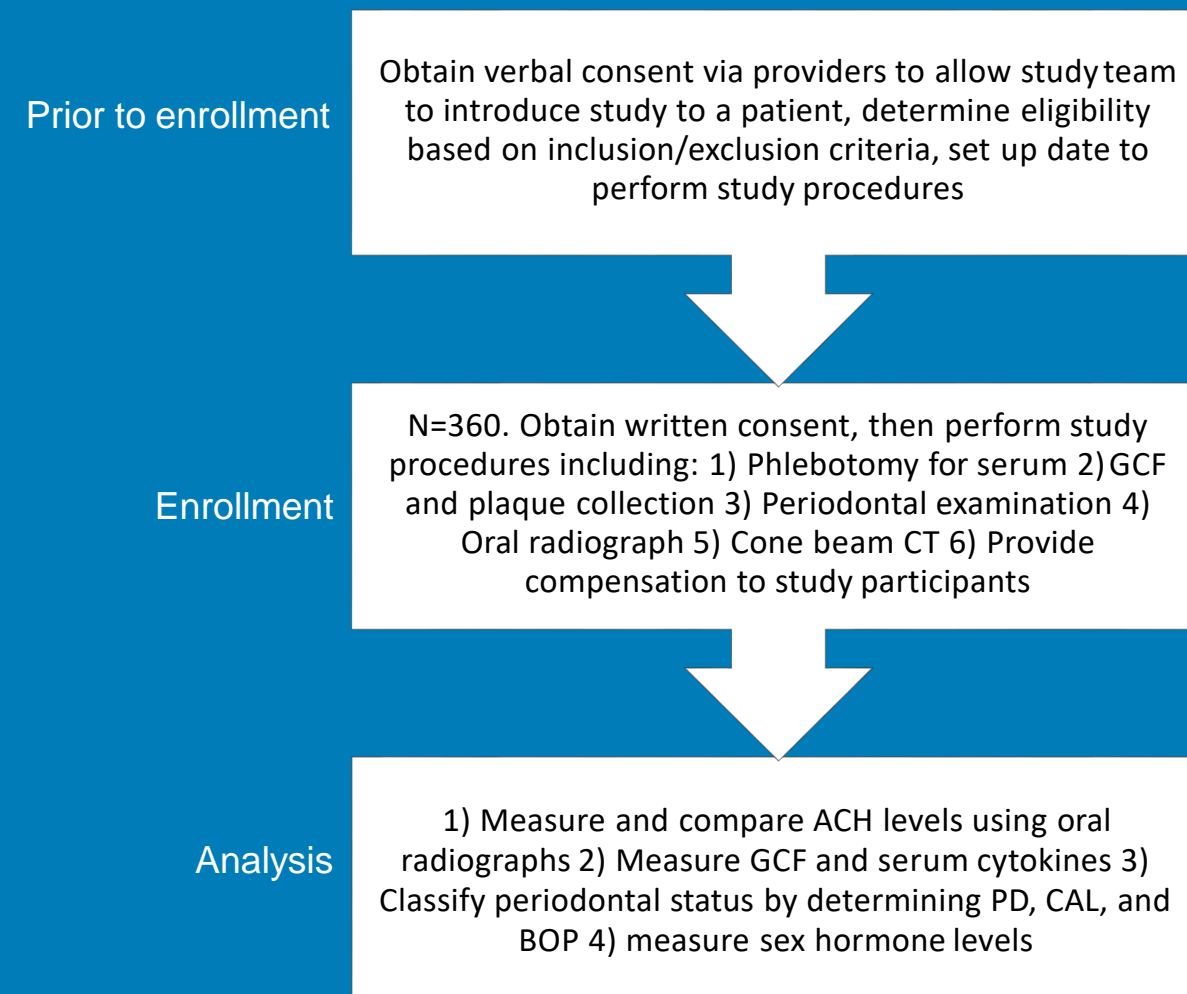 Prior to enrollment
Obtain verbal consent via providers to allow study team
to introduce study to a patient, determine eligibility
based on inclusion/exclusion criteria, set up date to
perform study procedures
Enrollment
N=360. Obtain written consent, then perform study
procedures including: 1) Phlebotomy for serum 2) GCF
and plaque collection 3) Periodontal examination 4)
Oral radiograph 5) Cone beam CT 6) Provide
compensation to study participants
Analysis
1) Measure and compare ACH levels using oral
radiographs 2) Measure GCF and serum cytokines 3)
Classify periodontal status by determining PD, CAL, and
BOP 4) measure sex hormone levels